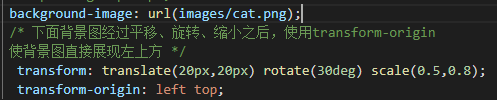 background-image: url(images/cat.png);
/* 下面背景图经过平移、旋转、缩小之后，使用transform-origin
使背景图直接展现左上方 */
transform: translate(20px,20px) rotate(30deg) scale(0.5,0.8);
transform-origin: left top;